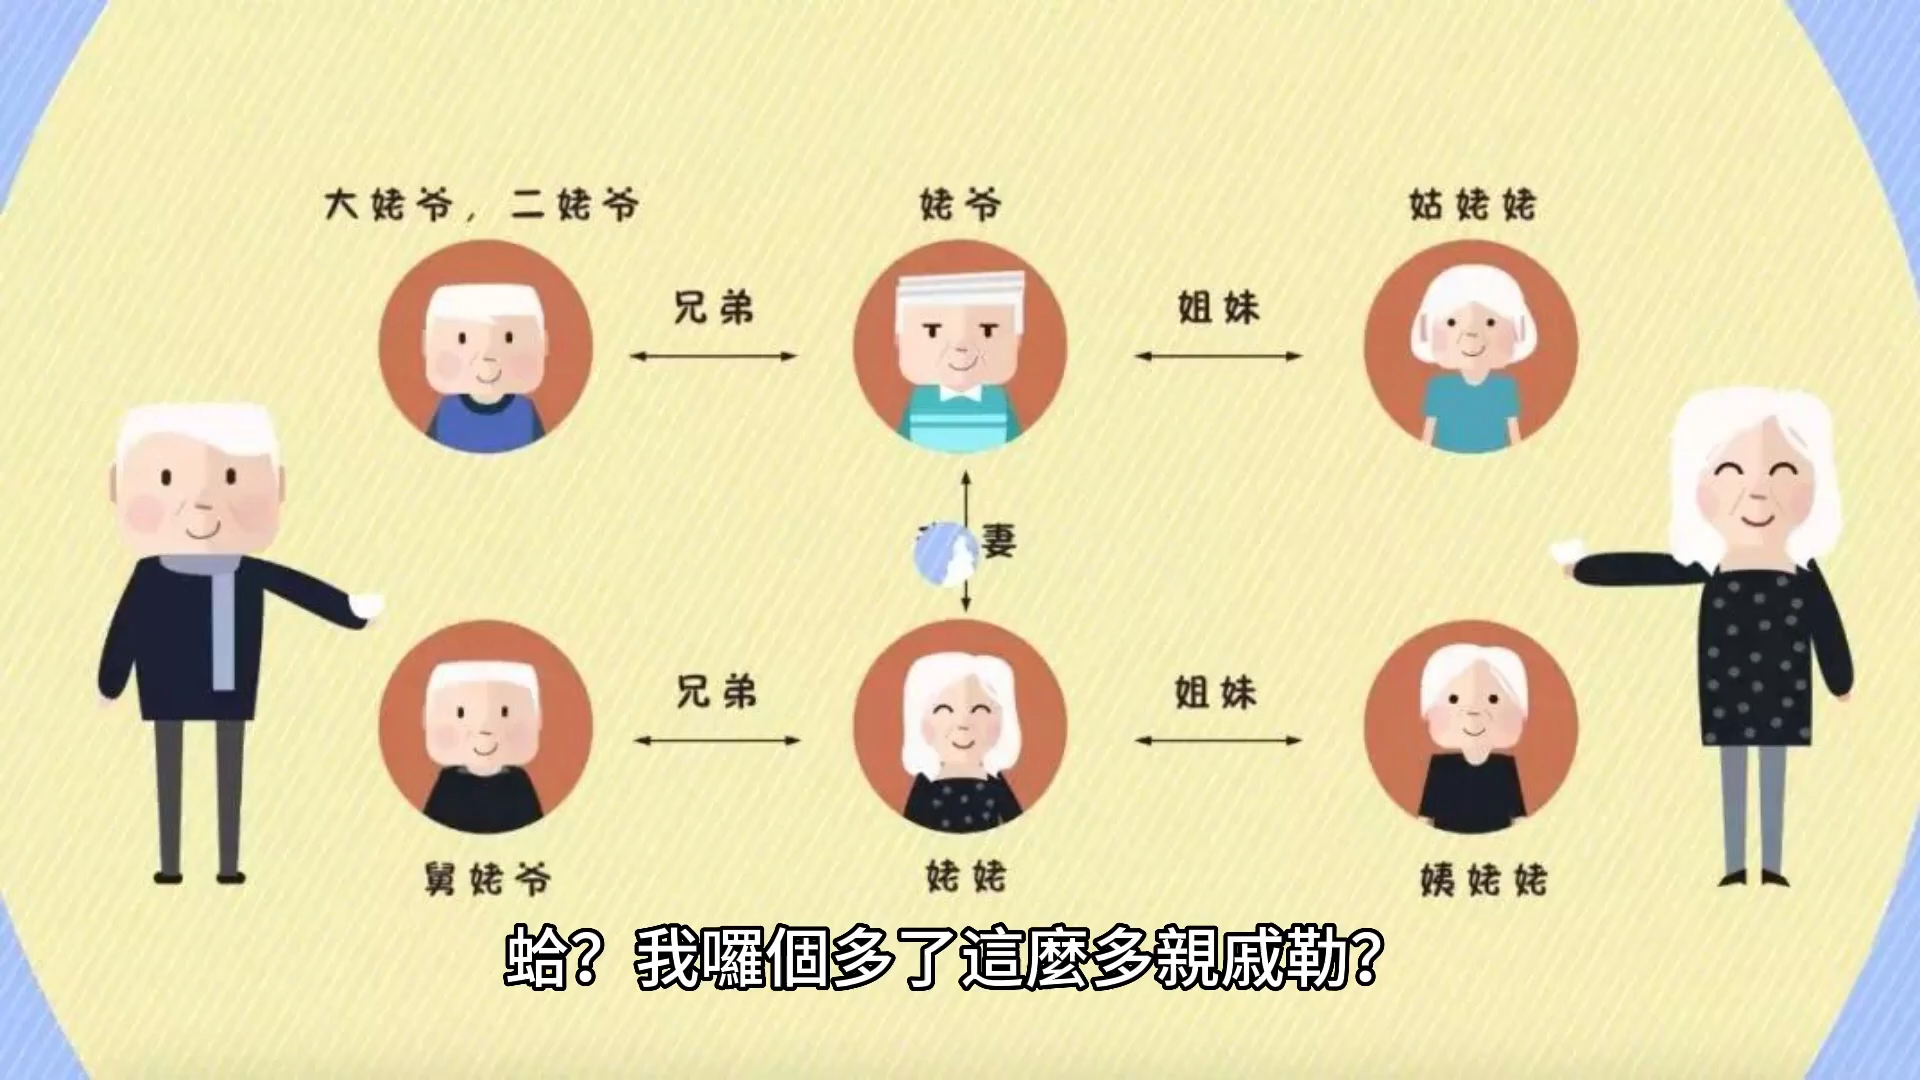 大姥爷，二姥爷
姥爷
姑姥姥
兄弟
姐妹
妻
兄弟
姐妹
舅姥爷
姥姥
姨姥姥
蛤？我囉個多了這麼多親戚勒？